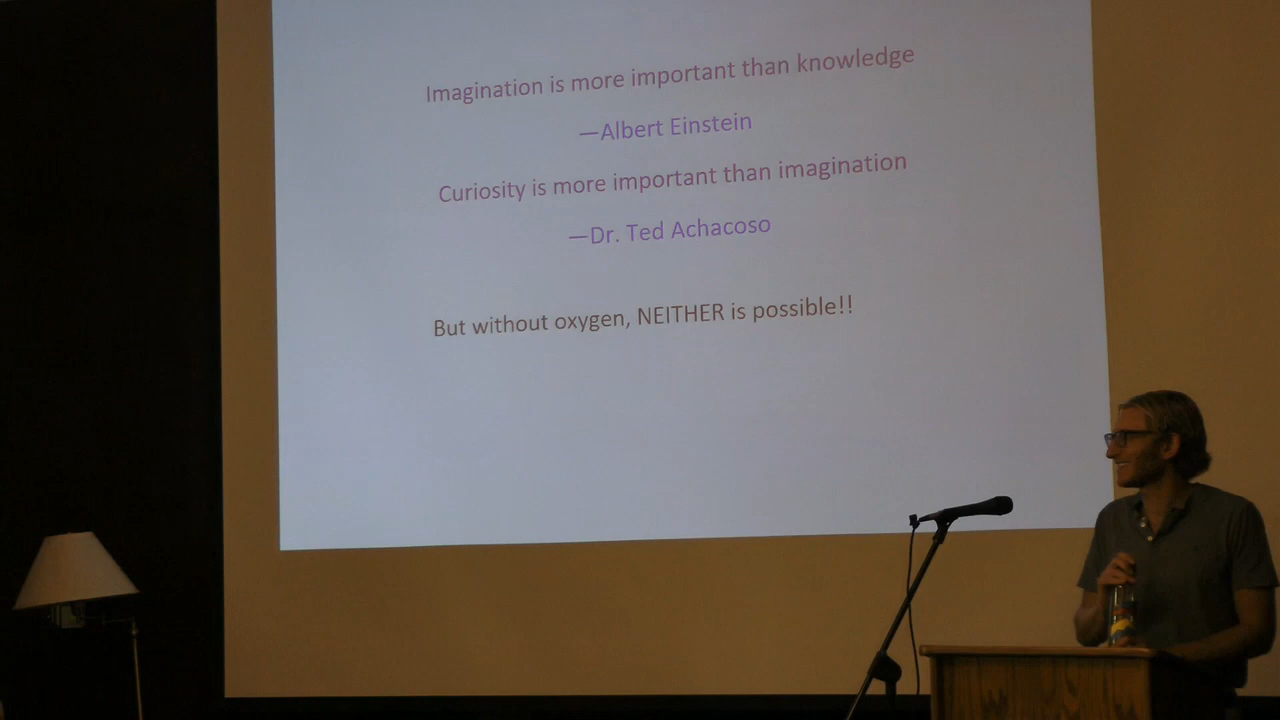 Imagination is more important than knowledge
—Albert Einstein
Curiosity is more important than imagination
—Dr. Ted Achacoso
But without oxygen, NEITHER is possible!!